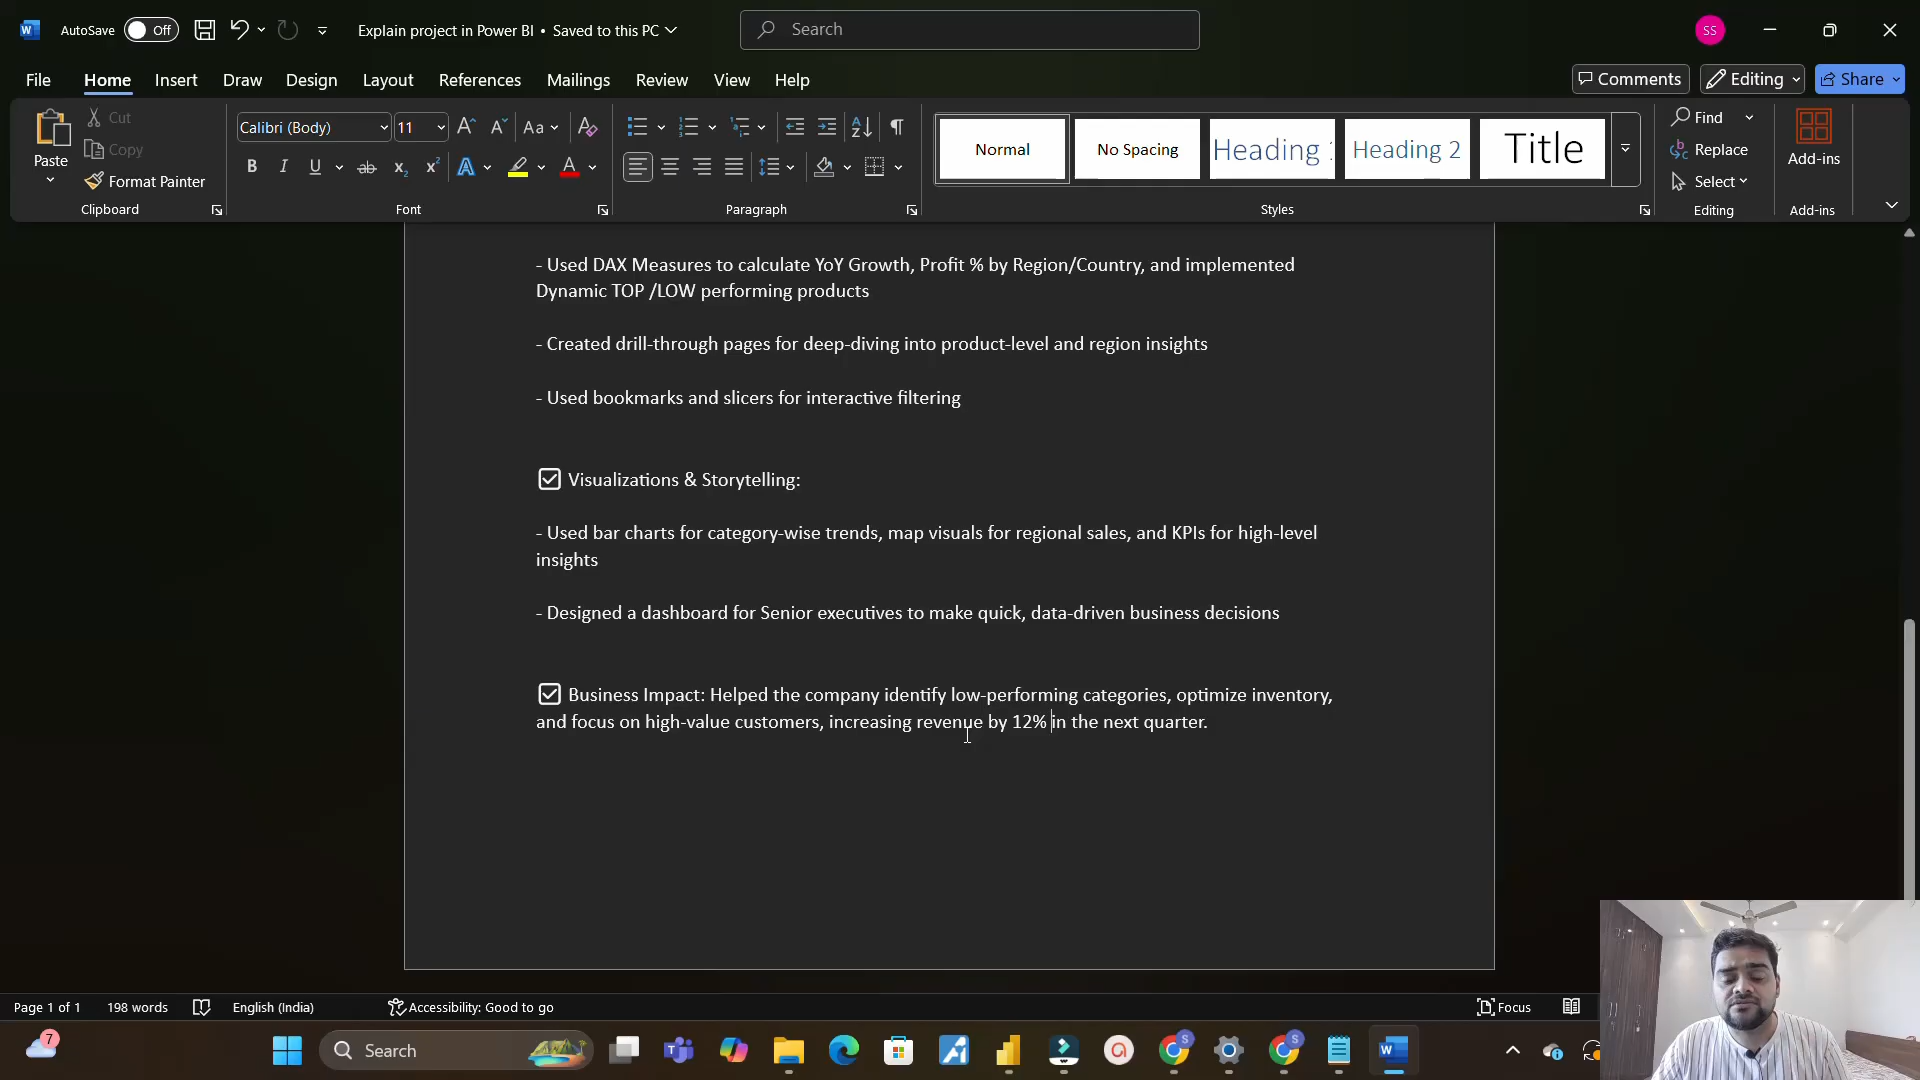 AutoSave Off Explain project in Power BI • Saved to this PC Search SS
File Home Insert Draw Design Layout References Mailings Review View Help Comments Editing Share
Paste Cut Copy Format Painter Clipboard
Calibri (Body) 11 Aa Font
Paragraph
Normal No Spacing Heading 1 Heading 2 Title Styles
Find Replace Select Editing
Add-ins Add-ins
- Used DAX Measures to calculate YoY Growth, Profit % by Region/Country, and implemented
Dynamic TOP /LOW performing products
- Created drill-through pages for deep-diving into product-level and region insights
- Used bookmarks and slicers for interactive filtering
Visualizations & Storytelling:
- Used bar charts for category-wise trends, map visuals for regional sales, and KPIs for high-level
insights
- Designed a dashboard for Senior executives to make quick, data-driven business decisions
Business Impact: Helped the company identify low-performing categories, optimize inventory,
and focus on high-value customers, increasing revenue by 12% in the next quarter.
Page 1 of 1 198 words English (India) Accessibility: Good to go Focus
7 Search